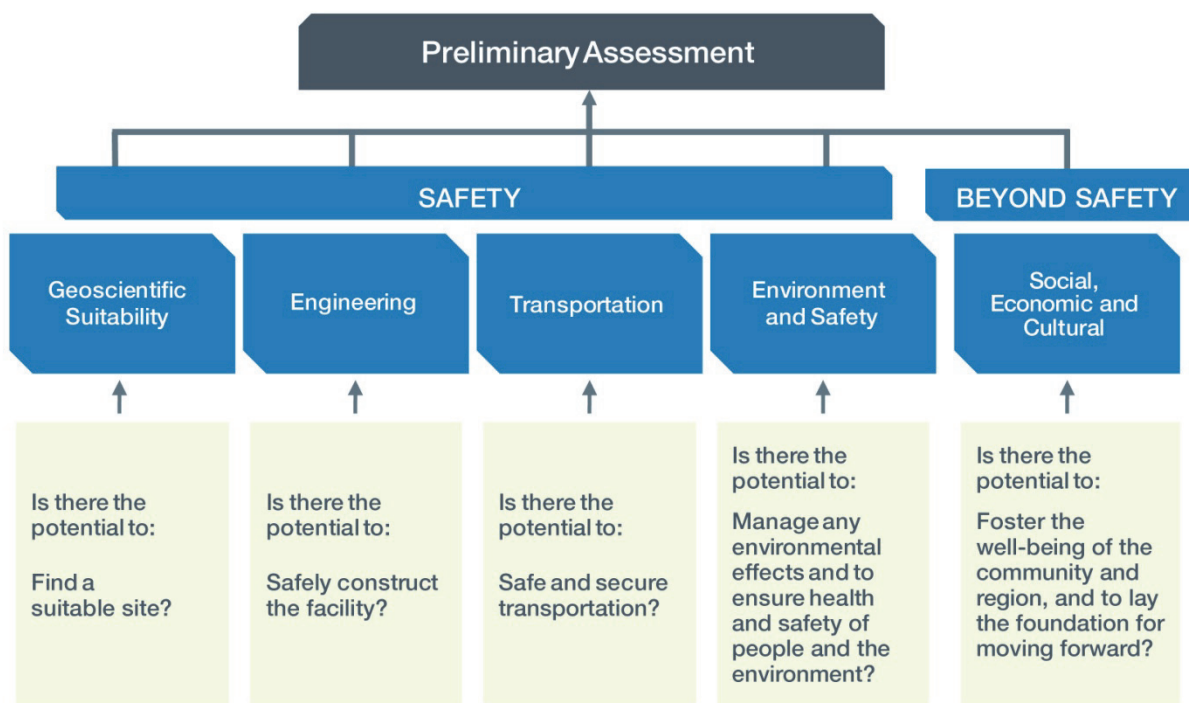 Preliminary Assessment
SAFETY
BEYOND SAFETY
Geoscientific
Suitability
Engineering
Transportation
Environment
and Safety
Social,
Economic and
Cultural
Is there the
potential to:
Find a
suitable site?
Is there the
potential to:
Safely construct
the facility?
Is there the
potential to:
Safe and secure
transportation?
Is there the
potential to:
Manage any
environmental
effects and to
ensure health
and safety of
people and the
environment?
Is there the
potential to:
Foster the
well-being of the
community and
region, and to lay
the foundation for
moving forward?